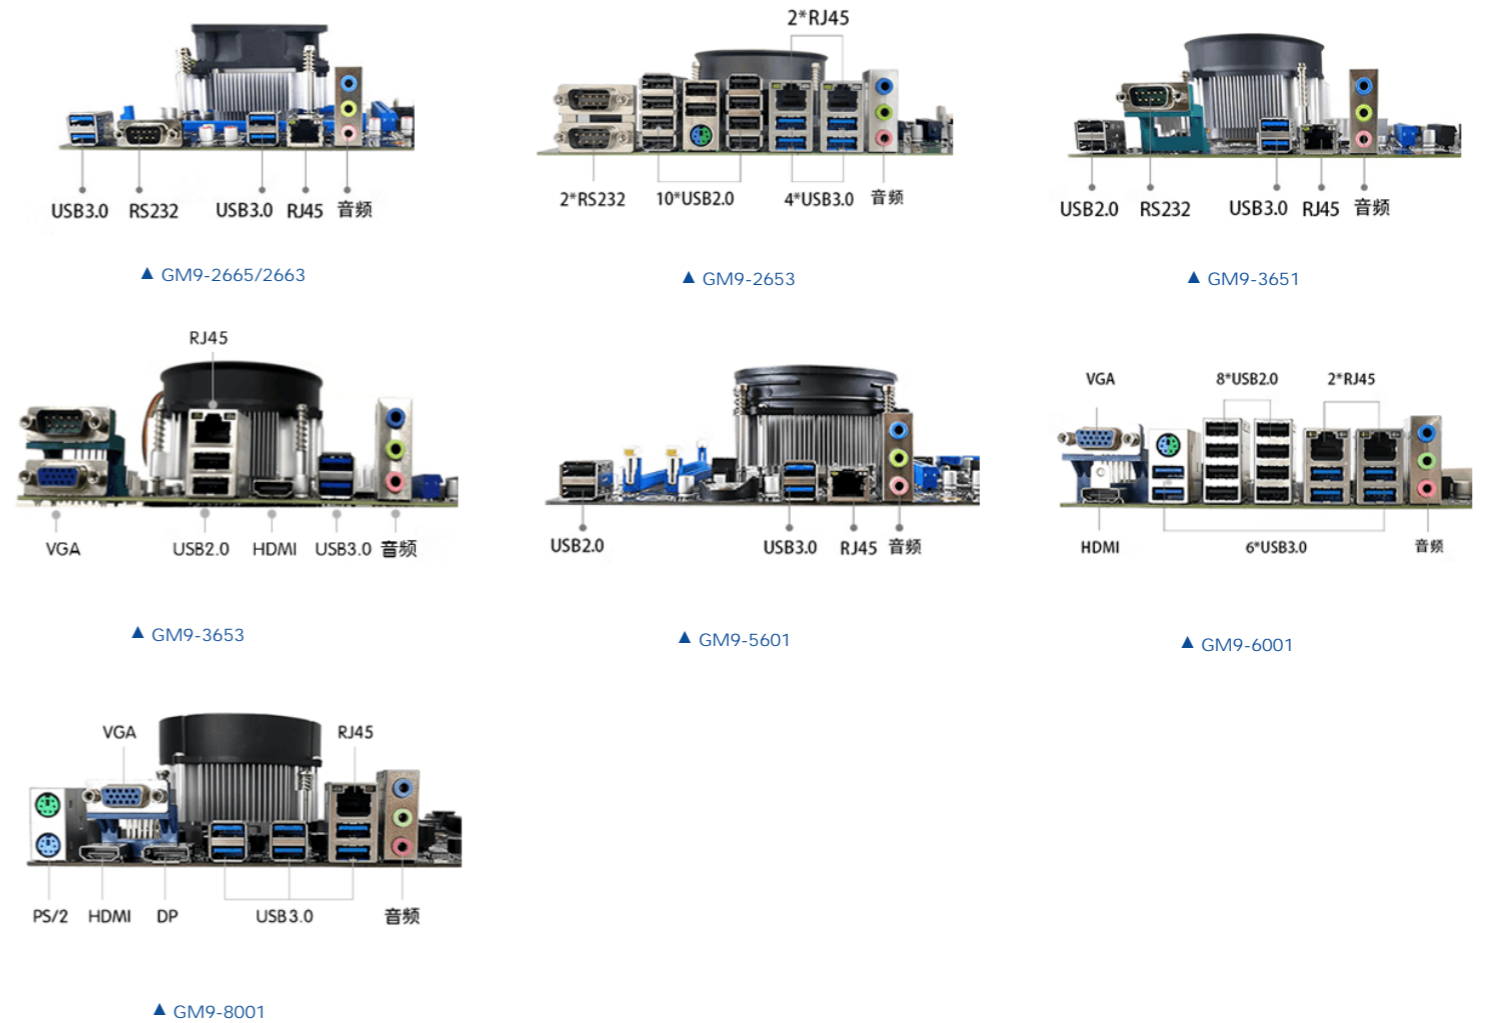 2*RJ45
USB3.0 RS232 USB3.0 RJ45 音频
2*RS232 10*USB2.0 4*USB3.0 音频
USB2.0 RS232 USB3.0 RJ45 音频
▲ GM9-2665/2663
▲ GM9-2653
▲ GM9-3651
RJ45
VGA USB2.0 HDMI USB3.0 音频
USB2.0 USB3.0 RJ45 音频
VGA 8*USB2.0 2*RJ45
HDMI 6*USB3.0 音频
▲ GM9-3653
▲ GM9-5601
▲ GM9-6001
VGA RJ45
PS/2 HDMI DP USB3.0 音频
▲ GM9-8001